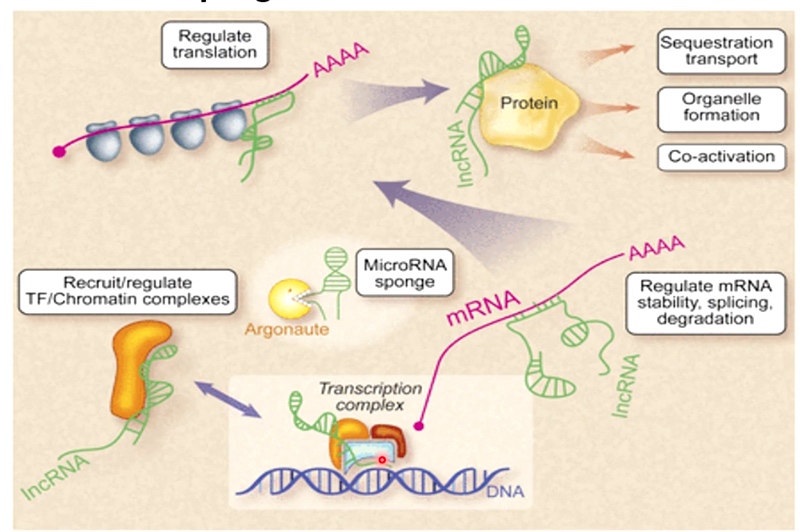 Regulate
translation
AAAA
Protein
lncRNA
Sequestration
transport
Organelle
formation
Co-activation
Recruit/regulate
TF/Chromatin complexes
MicroRNA
sponge
Argonaute
AAAA
mRNA
Regulate mRNA
stability, splicing,
degradation
lncRNA
Transcription
complex
lncRNA
DNA